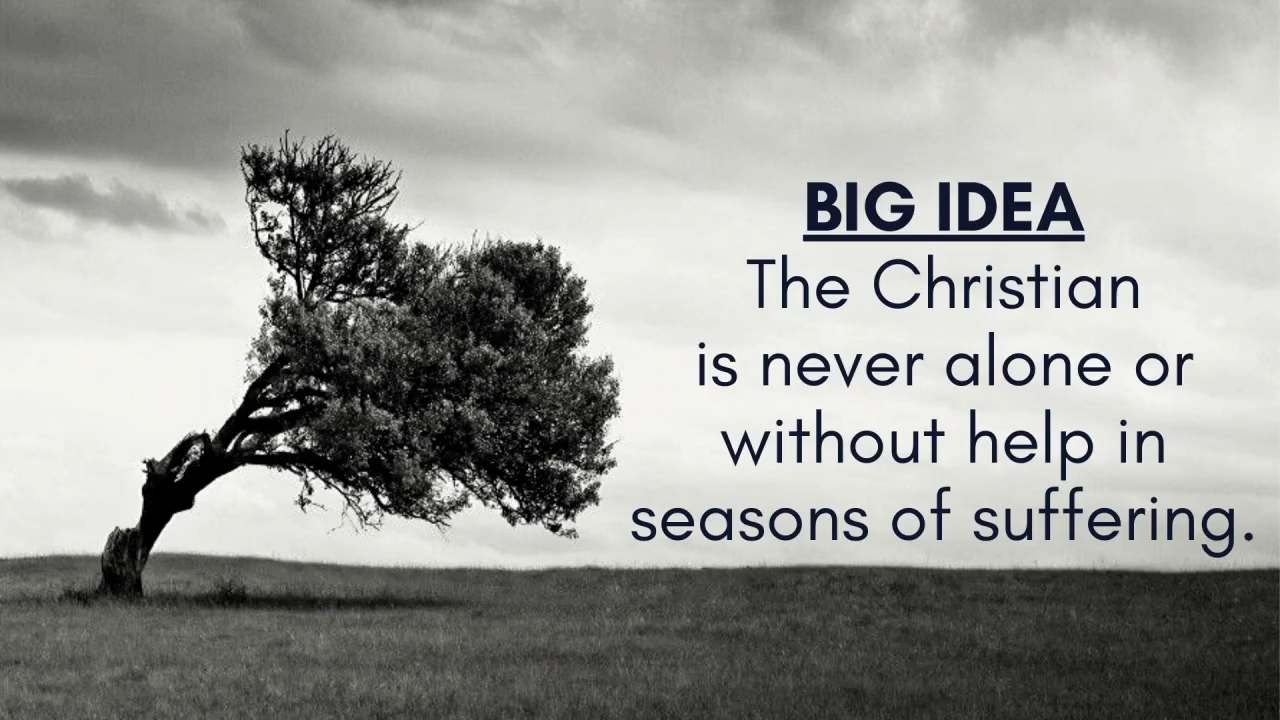 BIG IDEA
The Christian
is never alone or
without help in
seasons of suffering.